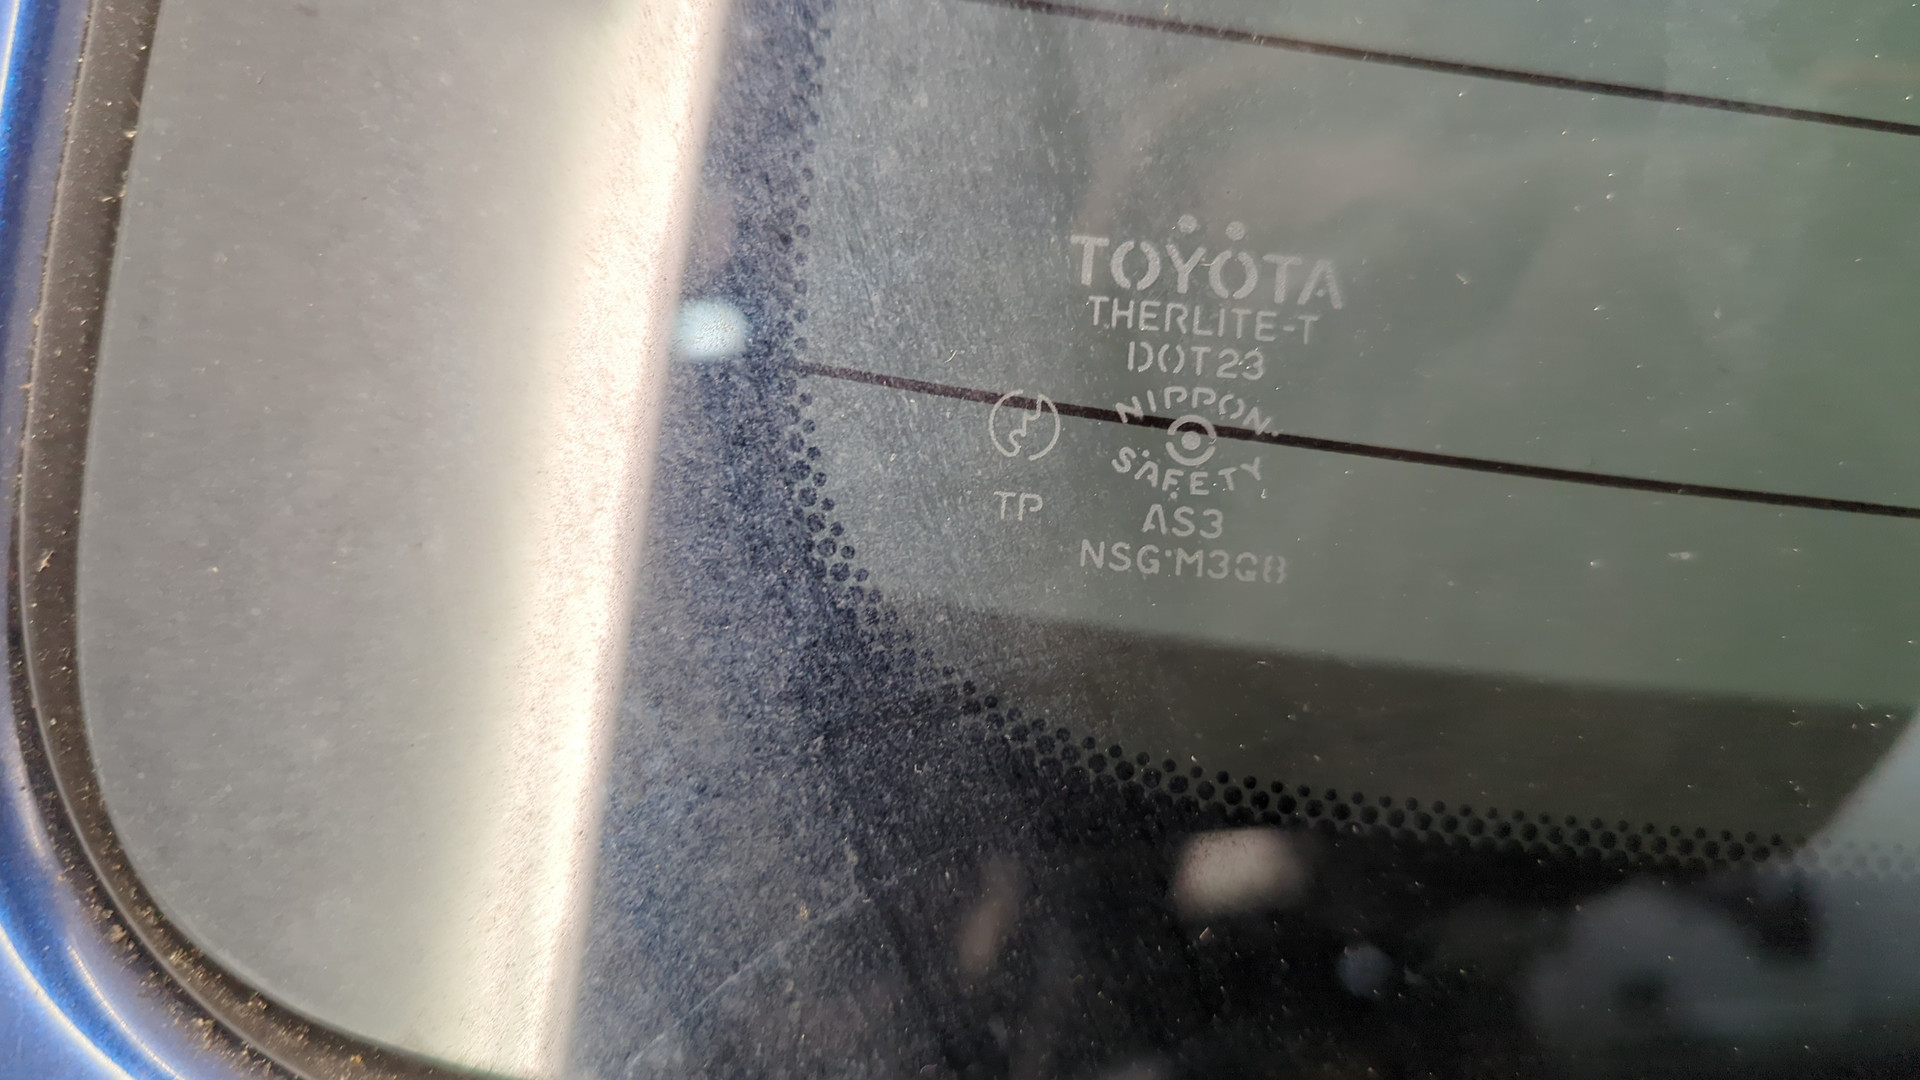 TOYOTA
THERLITE-T
DOT23
NIPPON
SAFETY
TP
AS3
NSG·M3G8